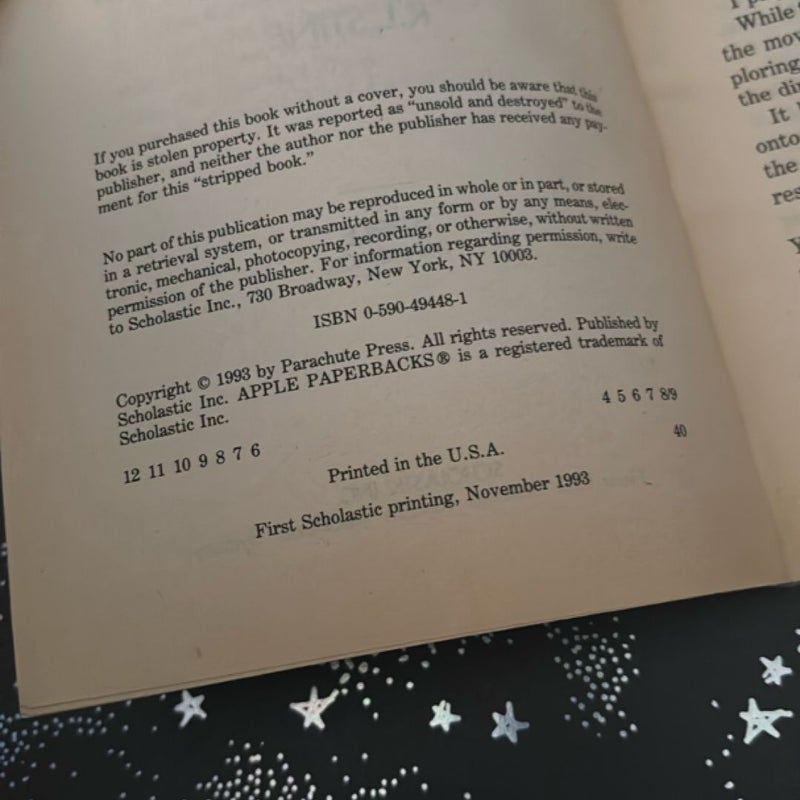 If you purchased this book without a cover, you should be aware that this
book is stolen property. It was reported as “unsold and destroyed” to the
publisher, and neither the author nor the publisher has received any pay-
ment for this “stripped book.”
No part of this publication may be reproduced in whole or in part, or stored
in a retrieval system, or transmitted in any form or by any means, elec-
tronic, mechanical, photocopying, recording, or otherwise, without written
permission of the publisher. For information regarding permission, write
to Scholastic Inc., 730 Broadway, New York, NY 10003.
ISBN 0-590-49448-1
Copyright © 1993 by Parachute Press. All rights reserved. Published by
Scholastic Inc. APPLE PAPERBACKS® is a registered trademark of
Scholastic Inc.
12 11 10 9 8 7 6 4 5 6 7 8/9
Printed in the U.S.A. 40
First Scholastic printing, November 1993
While
the
ploring
the
It
onto
the